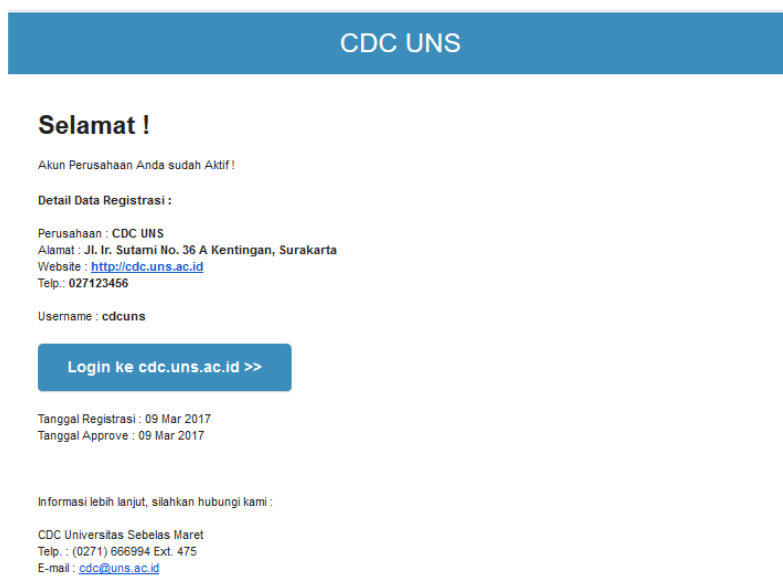 CDC UNS
Selamat !
Akun Perusahaan Anda sudah Aktif !
Detail Data Registrasi :
Perusahaan : CDC UNS
Alamat : Jl. Ir. Sutami No. 36 A Kentingan, Surakarta
Website : http://cdc.uns.ac.id
Telp.: 027123456
Username : cdcuns
Login ke cdc.uns.ac.id >>
Tanggal Registrasi : 09 Mar 2017
Tanggal Approve : 09 Mar 2017
Informasi lebih lanjut, silahkan hubungi kami :
CDC Universitas Sebelas Maret
Telp. : (0271) 666994 Ext. 475
E-mail : cdc@uns.ac.id